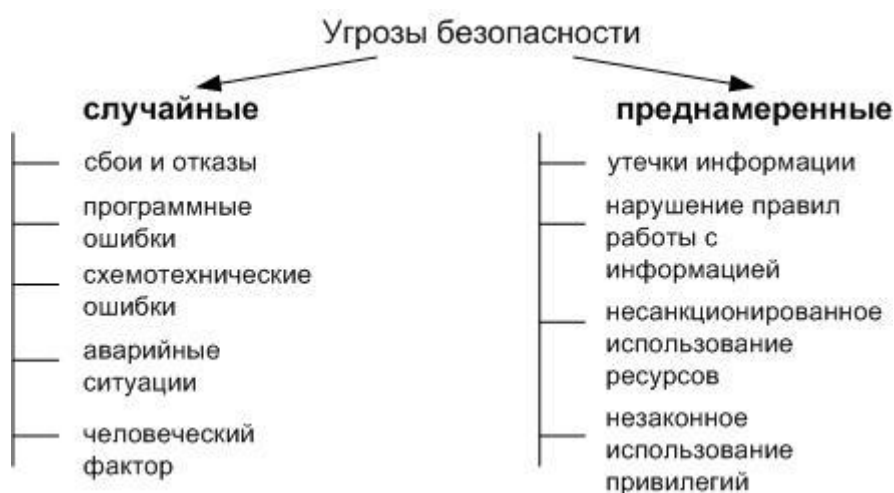 Угрозы безопасности
случайные
сбои и отказы
программные
ошибки
схемотехнические
ошибки
аварийные
ситуации
человеческий
фактор
преднамеренные
утечки информации
нарушение правил
работы с
информацией
несанкционированное
использование
ресурсов
незаконное
использование
привилегий